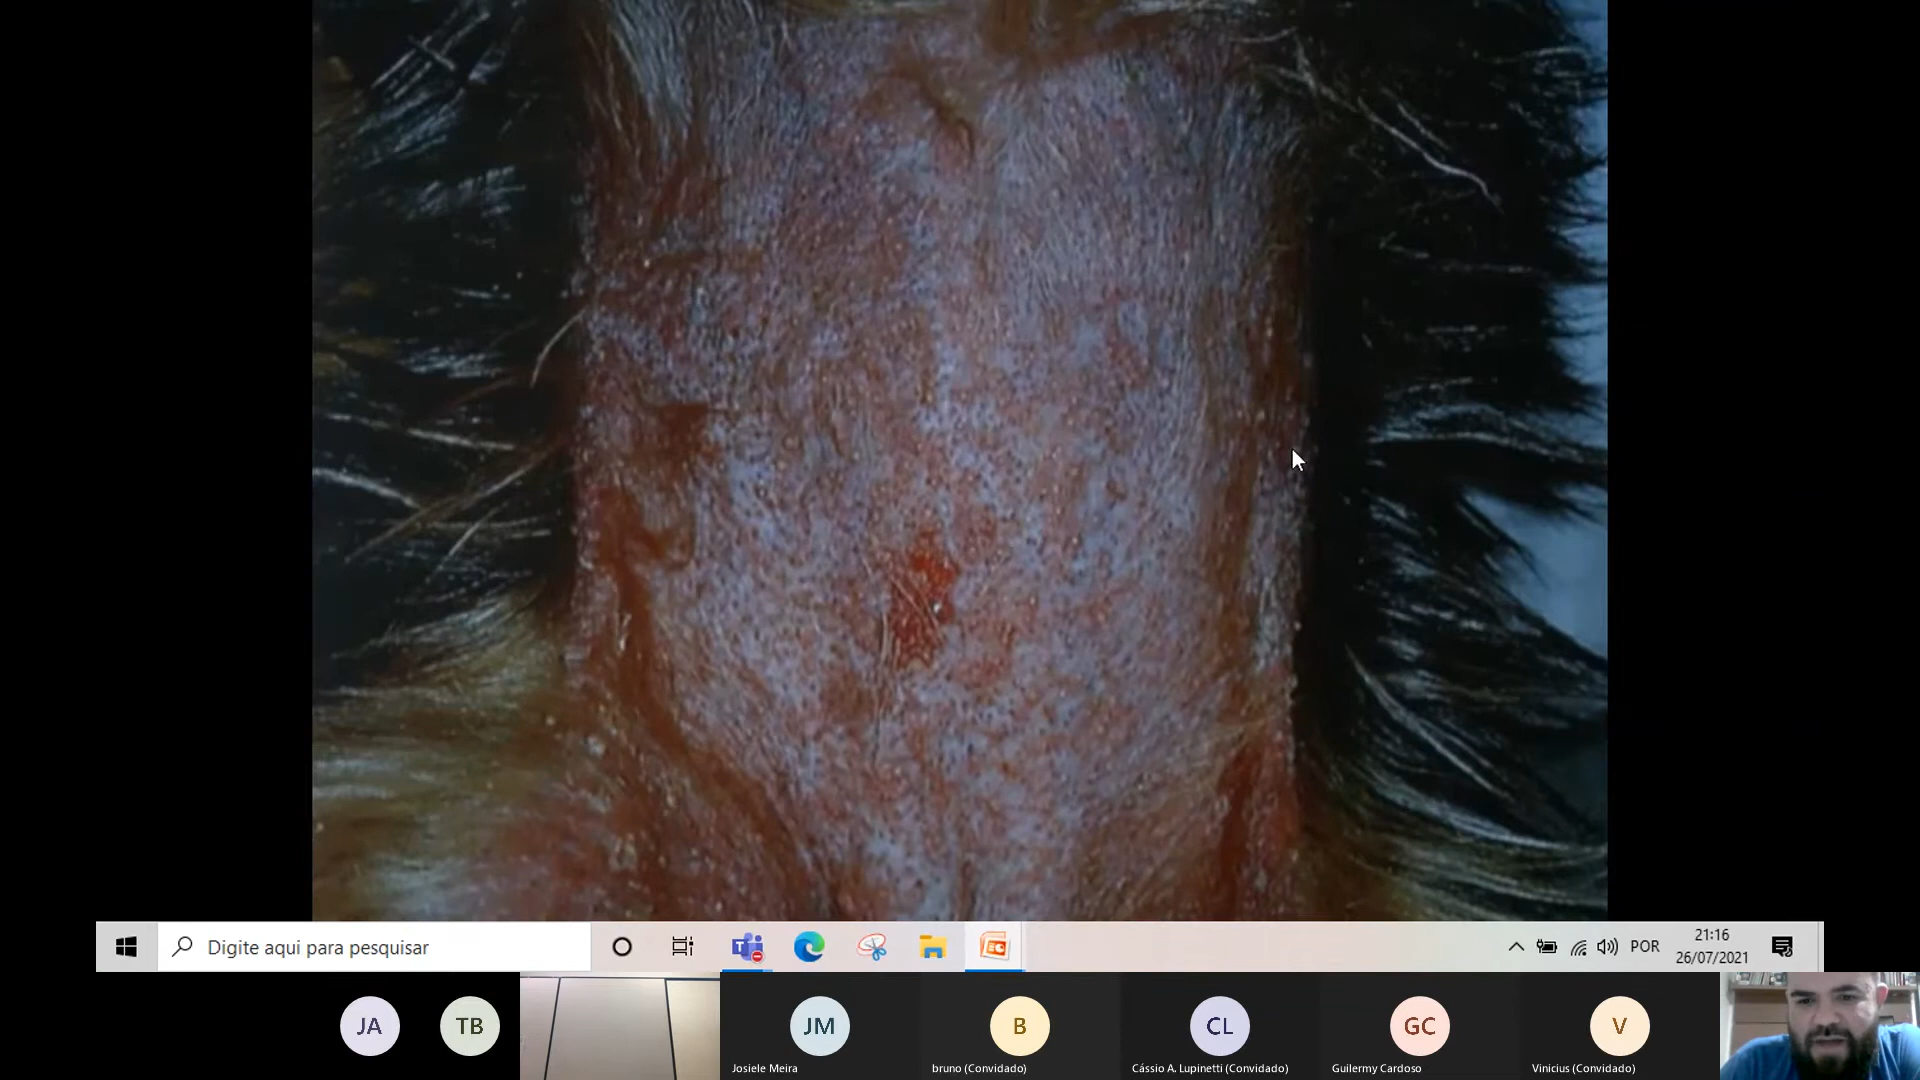 Digite aqui para pesquisar
POR
21:16
26/07/2021
JA
TB
JM
B
CL
GC
V
Josiele Meira
bruno (Convidado)
Cássio A. Lupinetti (Convidado)
Guilermy Cardoso
Vinicius (Convidado)